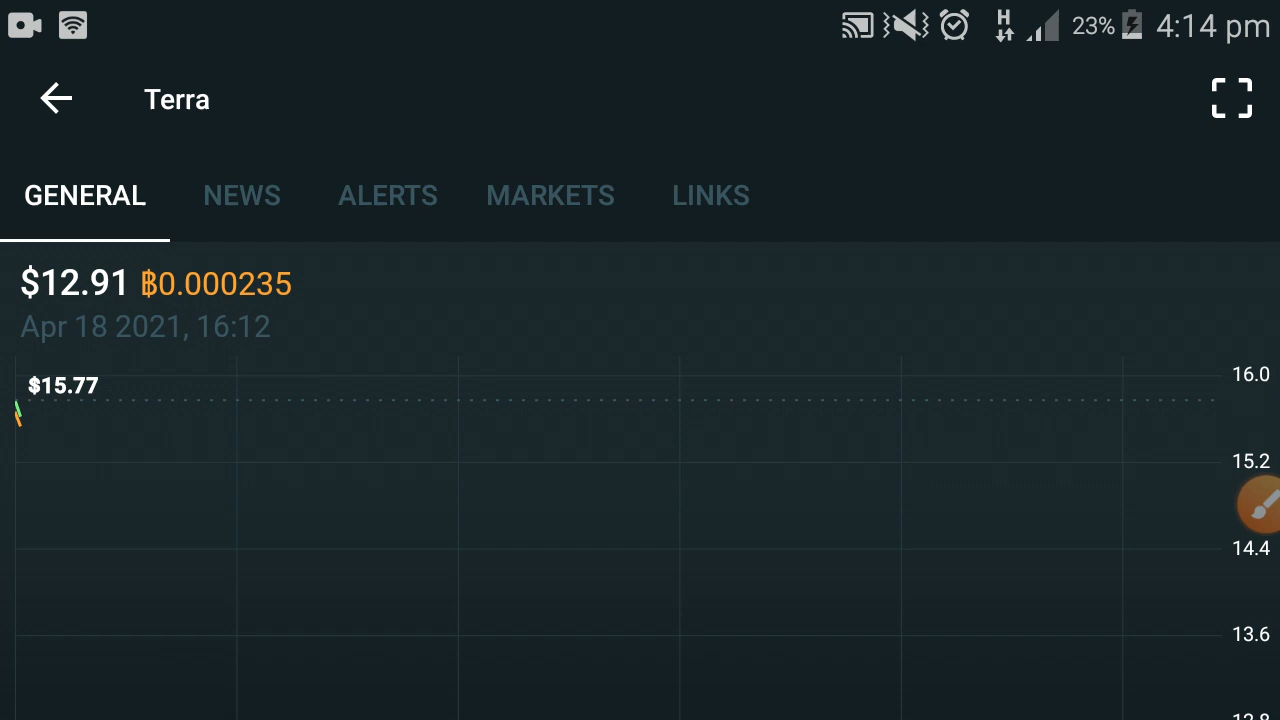 H 23% 4:14 pm
Terra
GENERAL NEWS ALERTS MARKETS LINKS
$12.91 ฿0.000235
Apr 18 2021, 16:12
$15.77
16.0
15.2
14.4
13.6